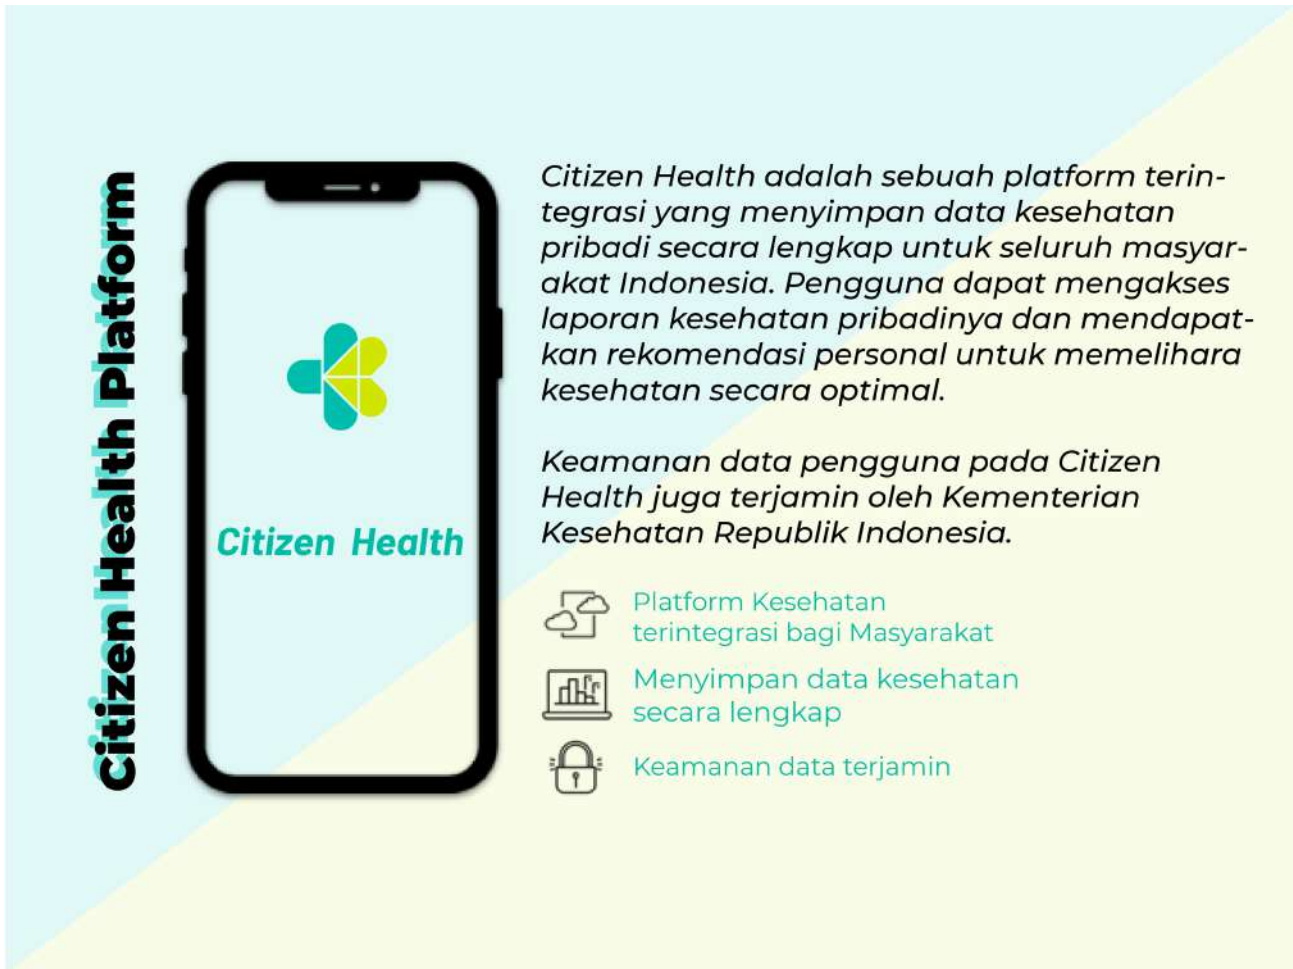 Citizen Health Platform
Citizen Health
Citizen Health adalah sebuah platform terin-
tegrasi yang menyimpan data kesehatan
pribadi secara lengkap untuk seluruh masyar-
akat Indonesia. Pengguna dapat mengakses
laporan kesehatan pribadinya dan mendapat-
kan rekomendasi personal untuk memelihara
kesehatan secara optimal.
Keamanan data pengguna pada Citizen
Health juga terjamin oleh Kementerian
Kesehatan Republik Indonesia.
Platform Kesehatan
terintegrasi bagi Masyarakat
Menyimpan data kesehatan
secara lengkap
Keamanan data terjamin